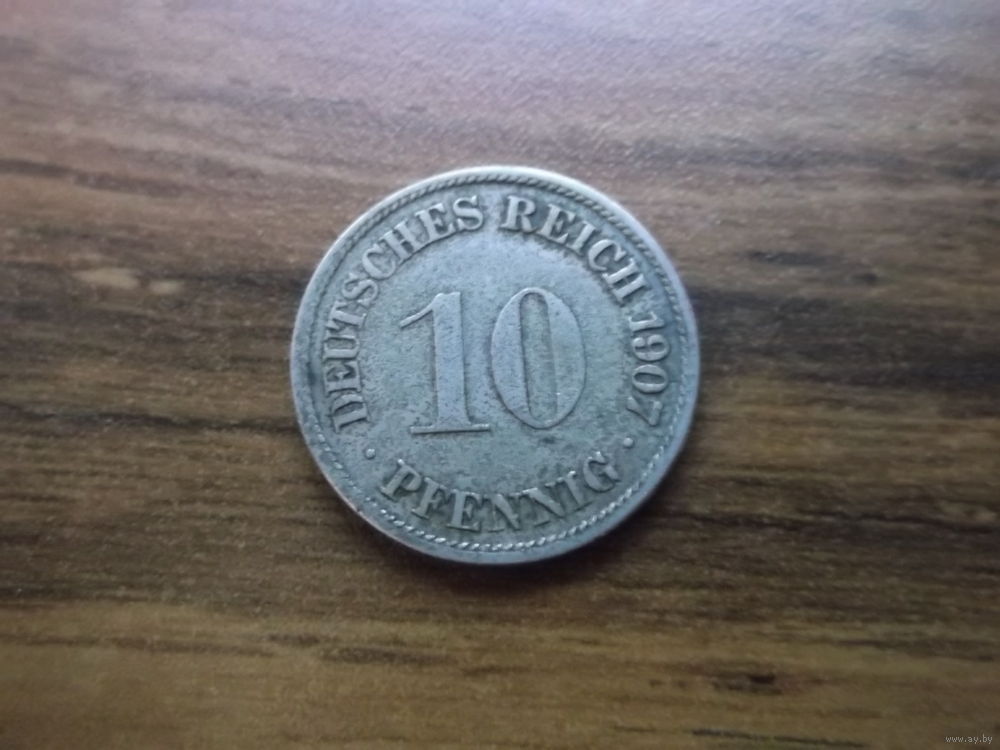 DEUTSCHES REICH 1907
10
· PFENNIG ·
www.ay.by